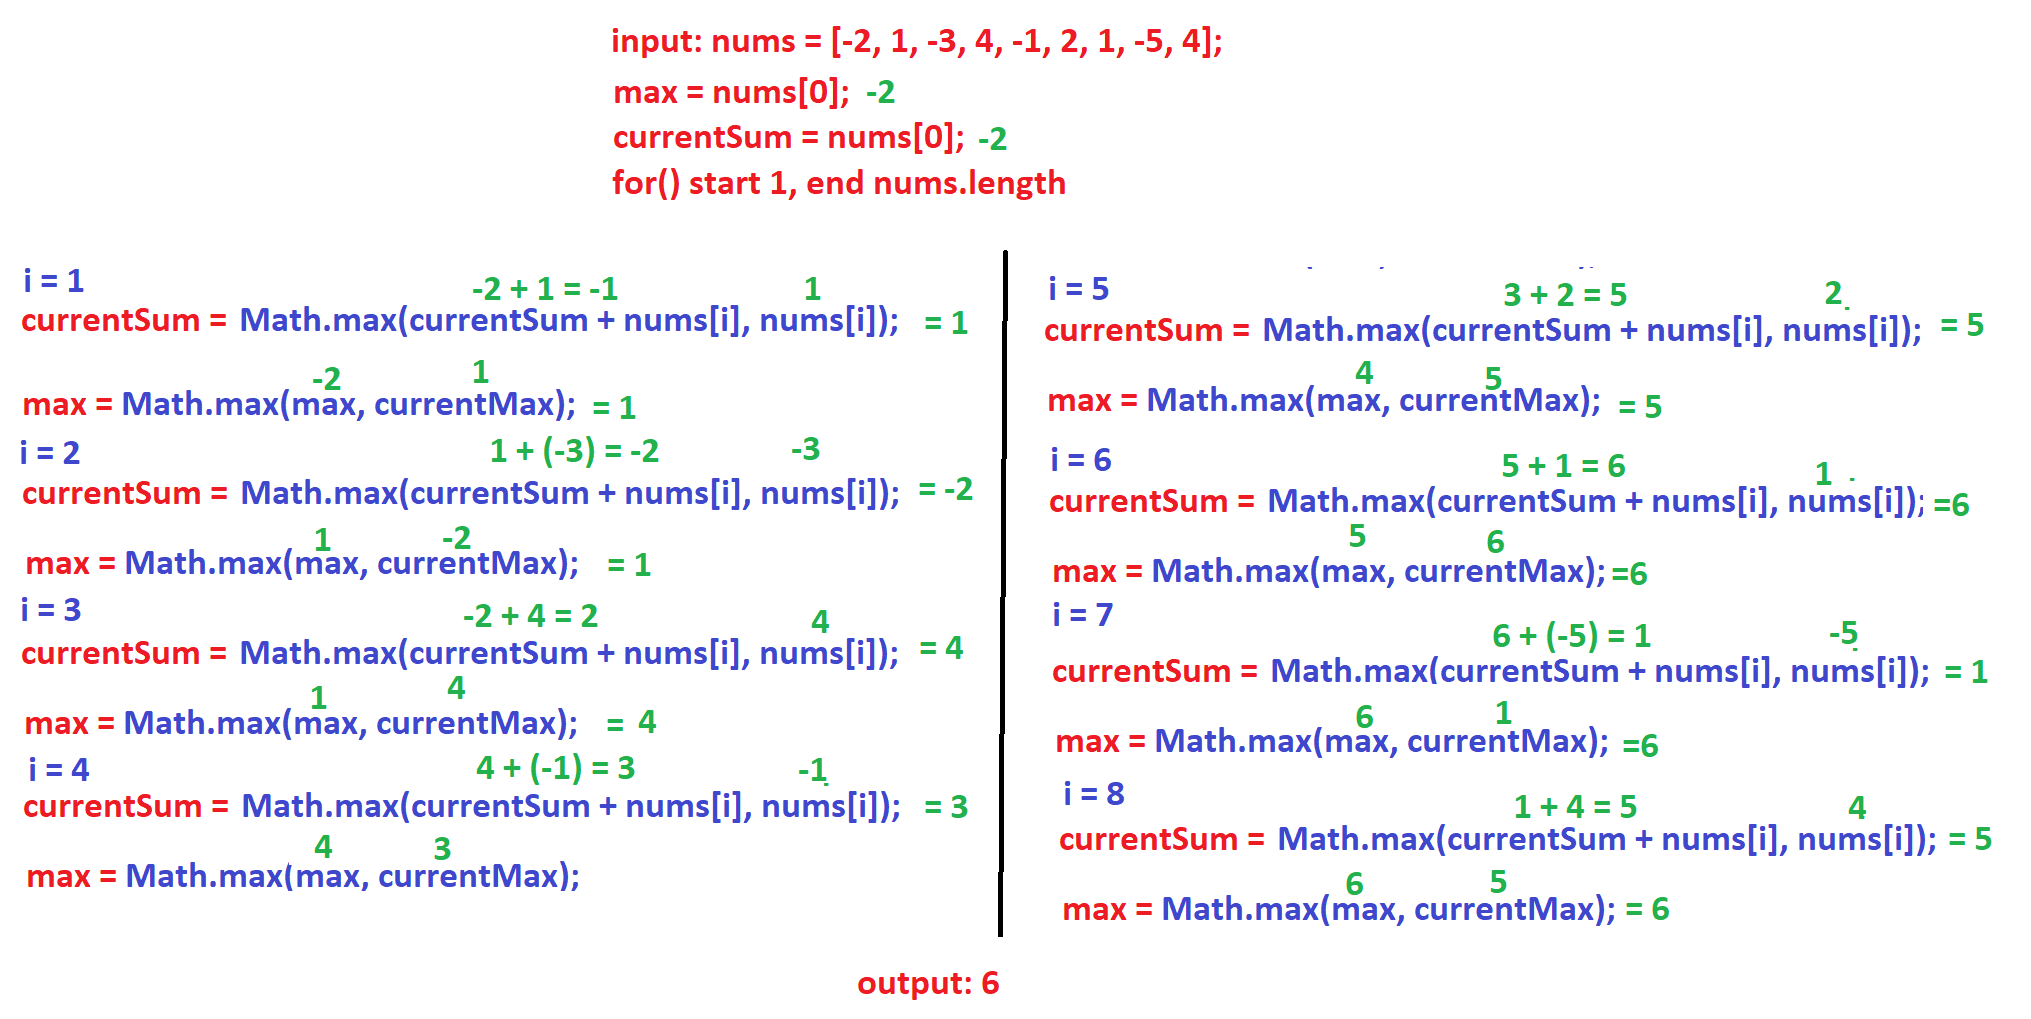 input: nums = [-2, 1, -3, 4, -1, 2, 1, -5, 4];
max = nums[0]; -2
currentSum = nums[0]; -2
for() start 1, end nums.length
i = 1
-2 + 1 = -1 1
currentSum = Math.max(currentSum + nums[i], nums[i]); = 1
-2 1
max = Math.max(max, currentMax); = 1
i = 2
1 + (-3) = -2 -3
currentSum = Math.max(currentSum + nums[i], nums[i]); = -2
1 -2
max = Math.max(max, currentMax); = 1
i = 3
-2 + 4 = 2 4
currentSum = Math.max(currentSum + nums[i], nums[i]); = 4
1 4
max = Math.max(max, currentMax); = 4
i = 4
4 + (-1) = 3 -1
currentSum = Math.max(currentSum + nums[i], nums[i]); = 3
4 3
max = Math.max(max, currentMax);
i = 5
3 + 2 = 5 2
currentSum = Math.max(currentSum + nums[i], nums[i]); = 5
4 5
max = Math.max(max, currentMax); = 5
i = 6
5 + 1 = 6 1
currentSum = Math.max(currentSum + nums[i], nums[i]); =6
5 6
max = Math.max(max, currentMax); =6
i = 7
6 + (-5) = 1 -5
currentSum = Math.max(currentSum + nums[i], nums[i]); = 1
6 1
max = Math.max(max, currentMax); =6
i = 8
1 + 4 = 5 4
currentSum = Math.max(currentSum + nums[i], nums[i]); = 5
6 5
max = Math.max(max, currentMax); = 6
output: 6